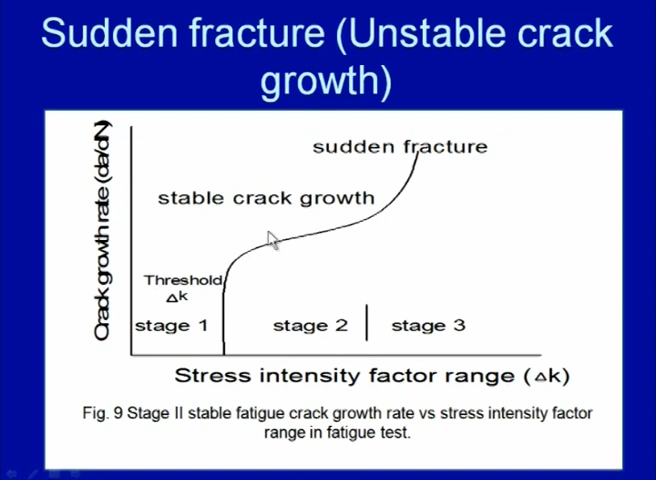 Sudden fracture (Unstable crack
growth)
sudden fracture
stable crack growth
Crack growth rate (da/dN)
Threshold
Δk
stage 1
stage 2
stage 3
Stress intensity factor range (Δk)
Fig. 9 Stage II stable fatigue crack growth rate vs stress intensity factor
range in fatigue test.